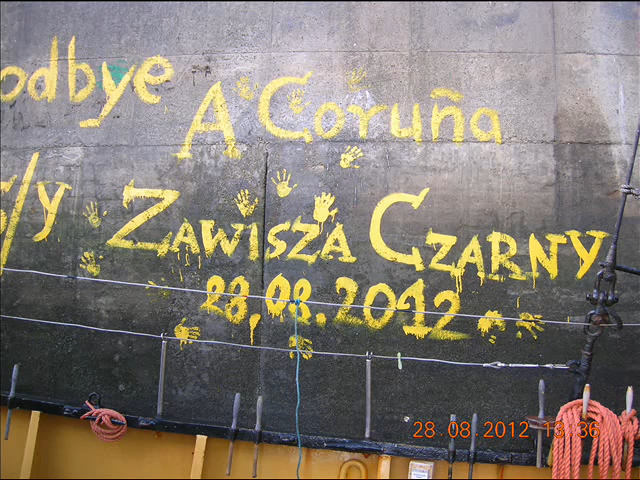 odbye
A Coruña
s/y Zawisza Czarny
28.08.2012
28 08 2012 13 36